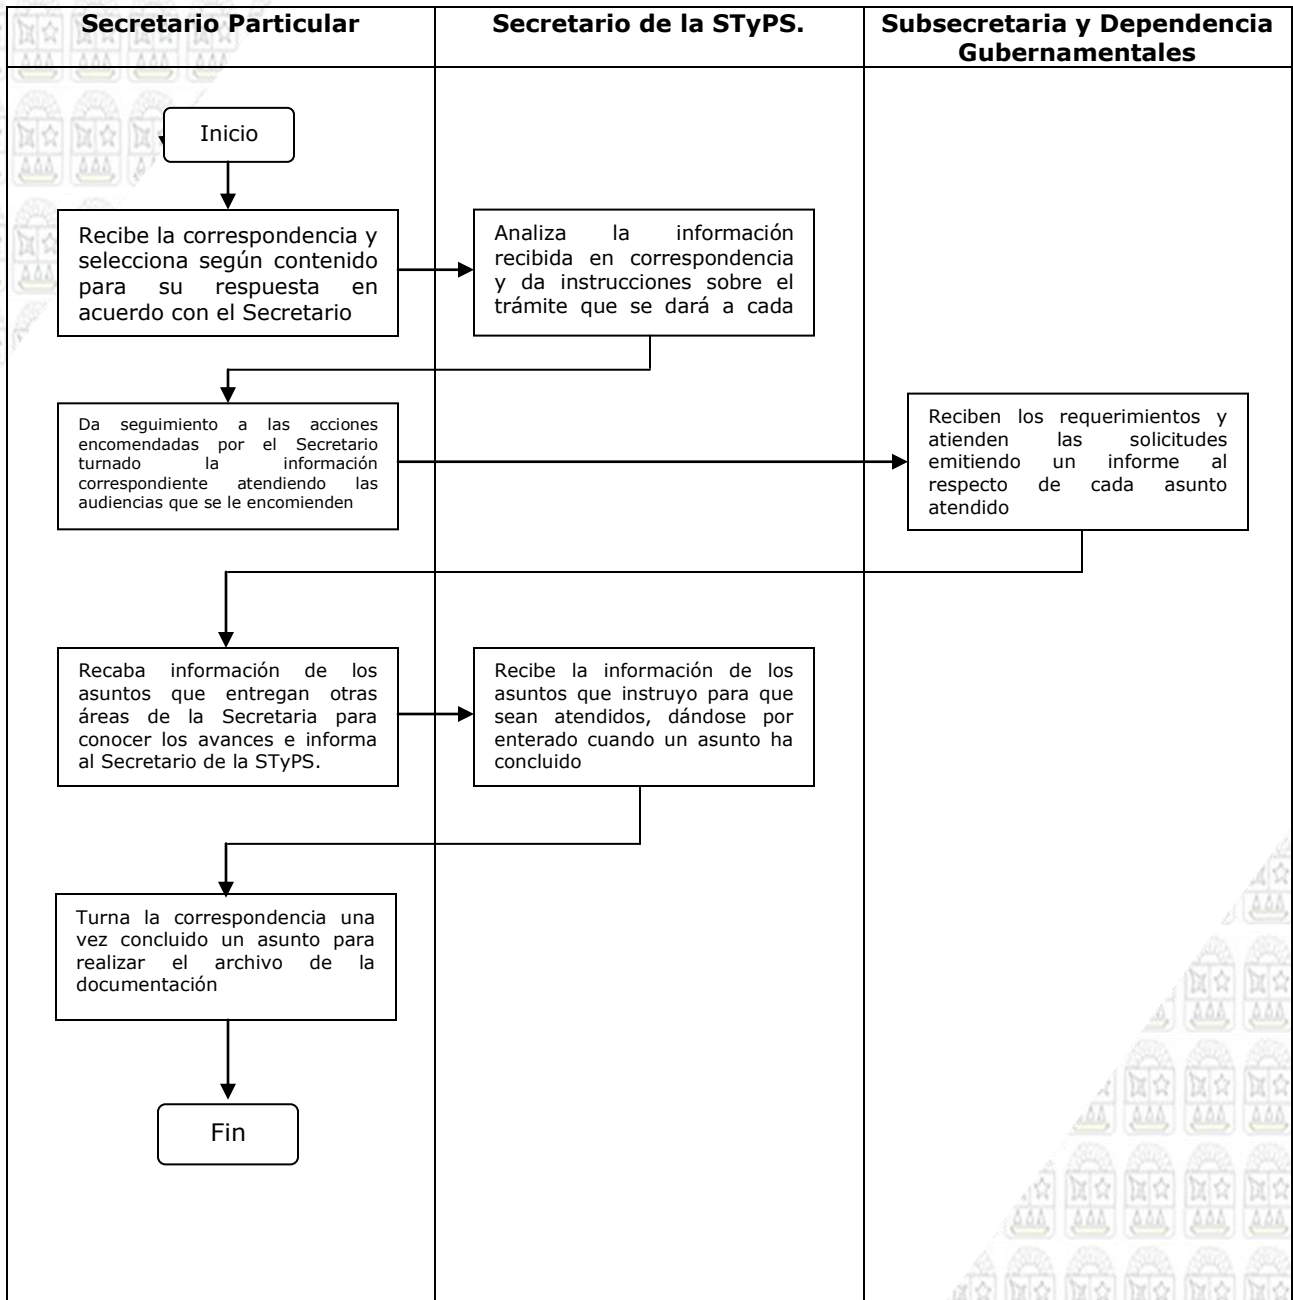 Secretario Particular
Secretario de la STyPS.
Subsecretaria y Dependencia
Gubernamentales
Inicio
Recibe la correspondencia y
selecciona según contenido
para su respuesta en
acuerdo con el Secretario
Analiza la información
recibida en correspondencia
y da instrucciones sobre el
trámite que se dará a cada
Da seguimiento a las acciones
encomendadas por el Secretario
turnado la información
correspondiente atendiendo las
audiencias que se le encomienden
Reciben los requerimientos y
atienden las solicitudes
emitiendo un informe al
respecto de cada asunto
atendido
Recaba información de los
asuntos que entregan otras
áreas de la Secretaria para
conocer los avances e informa
al Secretario de la STyPS.
Recibe la información de los
asuntos que instruyo para que
sean atendidos, dándose por
enterado cuando un asunto ha
concluido
Turna la correspondencia una
vez concluido un asunto para
realizar el archivo de la
documentación
Fin